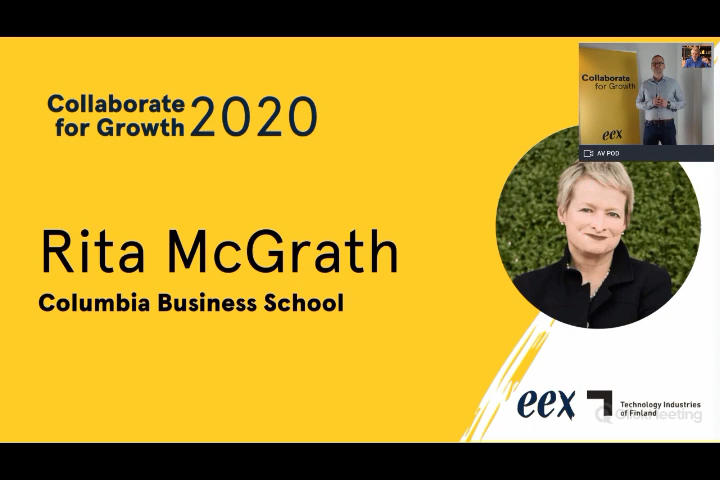 Collaborate
for Growth
2020
Collaborate
for Growth
eex
AV POD
Rita McGrath
Columbia Business School
eex
Technology Industries
of Finland
ClickMeeting